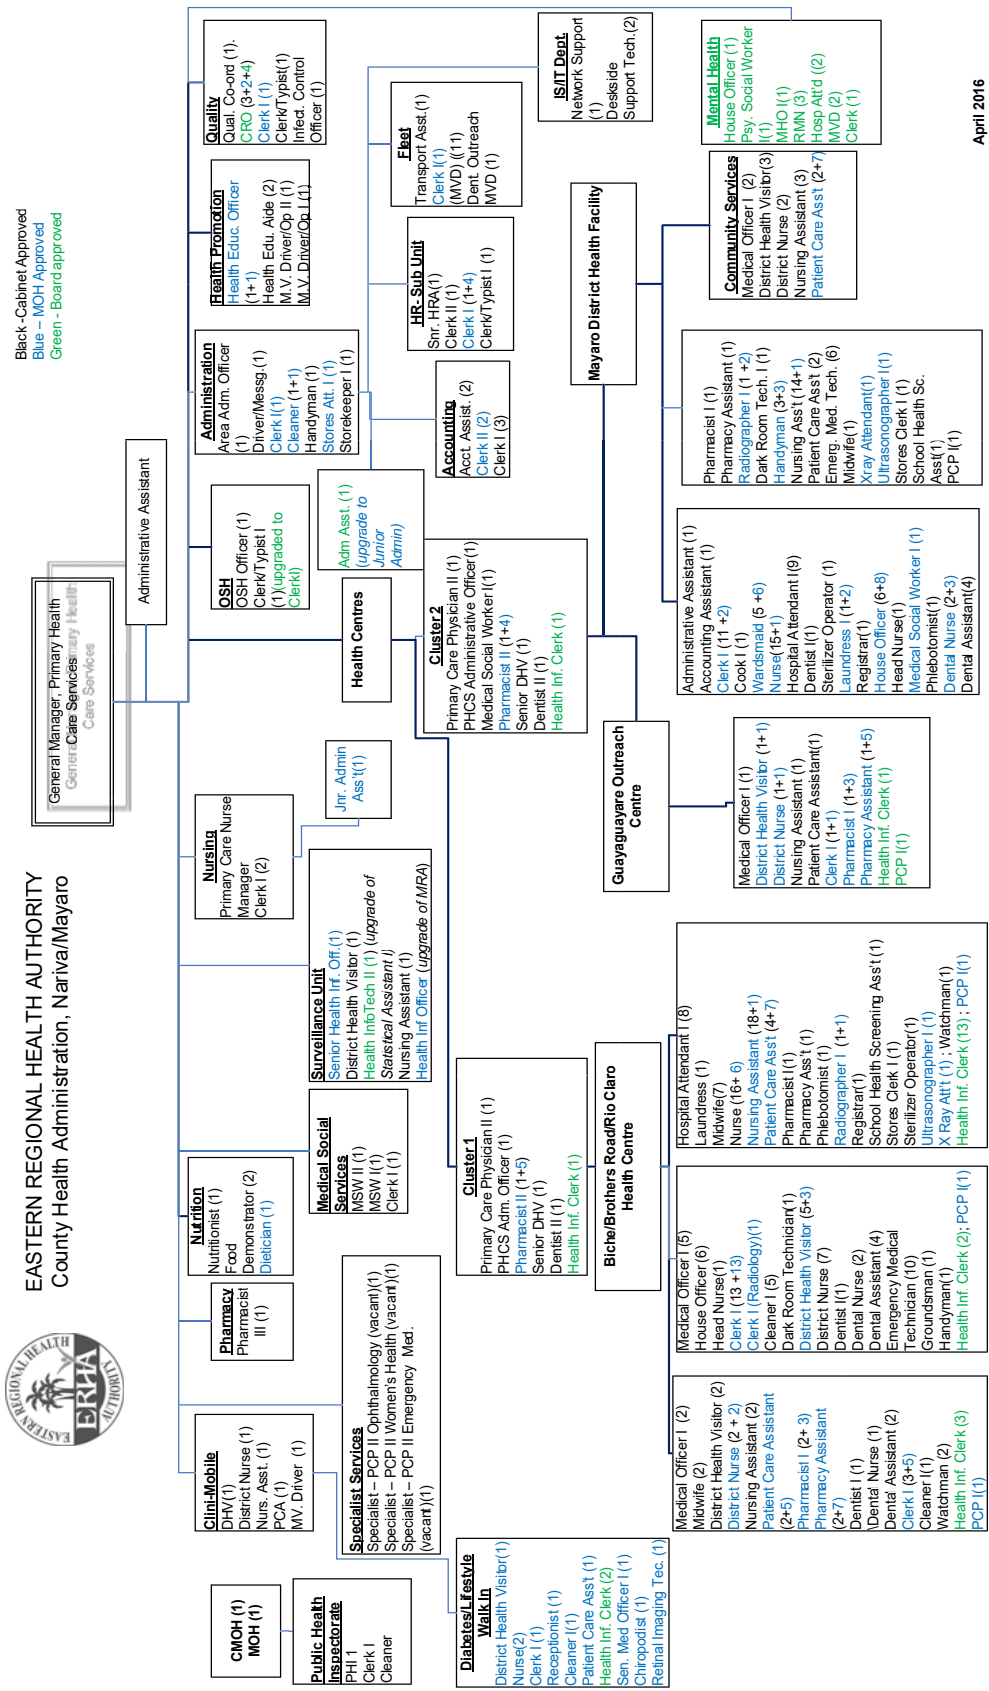 EASTERN REGIONAL HEALTH AUTHORITY
County Health Administration, Nariva/Mayaro
EASTERN REGIONAL HEALTH
AUTHORITY
ERHA
Black -Cabinet Approved
Blue – MOH Approved
Green - Board approved
General Manager, Primary Health
Care Services
Administrative Assistant
CMOH (1)
MOH (1)
Public Health
Inspectorate
PHI 1
Clerk I
Cleaner
Clini-Mobile
DHV(1)
District Nurse (1)
Nurs. Asst. (1)
PCA (1)
MV. Driver (1)
Pharmacy
Pharmacist
III (1)
Nutrition
Nutritionist (1)
Food
Demonstrator (2)
Dietician (1)
Medical Social
Services
MSW II (1)
MSW I(1)
Clerk I (1)
Surveillance Unit
Senior Health Inf. Off.(1)
District Health Visitor (1)
Health InfoTech II (1) (upgrade of
Statistical Assistant I)
Nursing Assistant (1)
Health Inf Officer (upgrade of MRA)
Nursing
Primary Care Nurse
Manager
Clerk I (2)
Jnr. Admin
Ass't(1)
OSH
OSH Officer (1)
Clerk/Typist I
(1)(upgraded to
ClerkI)
Administration
Area Adm. Officer
(1)
Driver/Messg.(1)
Clerk I(1)
Cleaner (1+1)
Handyman (1)
Stores Att. I (1)
Storekeeper I (1)
Health Promotion
Health Educ. Officer
(1+1)
Health Edu. Aide (2)
M.V. Driver/Op II (1)
M.V. Driver/Op I (1)
Quality
Qual. Co-ord (1).
CRO (3+2+4)
Clerk I (1)
Clerk/Typist(1)
Infect. Control
Officer (1)
Specialist Services
Specialist – PCP II Ophthalmology (vacant)(1)
Specialist – PCP II Women's Health (vacant)(1)
Specialist – PCP II Emergency Med.
(vacant)(1)
Health Centres
Adm Asst. (1)
(upgrade to
Junior
Admin)
Accounting
Acct. Assist. (2)
Clerk II (2)
Clerk I (3)
HR- Sub Unit
Snr. HRA(1)
Clerk II (1)
Clerk I (1+4)
Clerk/Typist I (1)
Fleet
Transport Asst.(1)
Clerk I(1)
(MVD) ((11)
Dent. Outreach
MVD (1)
IS/IT Dept.
Network Support
(1)
Deskside
Support Tech.(2)
Diabetes/Lifestyle
Walk In
District Health Visitor(1)
Nurse(2)
Clerk I (1)
Receptionist (1)
Cleaner I(1)
Patient Care Ass't (1)
Health Inf. Clerk (2)
Sen. Med Officer I (1)
Chiropodist (1)
Retinal Imaging Tec. (1)
Cluster1
Primary Care Physician II (1)
PHCS Adm. Officer (1)
Pharmacist II (1+5)
Senior DHV (1)
Dentist II (1)
Health Inf. Clerk (1)
Cluster2
Primary Care Physician II (1)
PHCS Administrative Officer(1)
Medical Social Worker I(1)
Pharmacist II (1+4)
Senior DHV (1)
Dentist II (1)
Health Inf. Clerk (1)
Biche/Brothers Road/Rio Claro
Health Centre
Guayaguayare Outreach
Centre
Mayaro District Health Facility
Medical Officer I (2)
Midwife (2)
District Health Visitor (2)
District Nurse (2 + 2)
Nursing Assistant (2)
Patient Care Assistant
(2+5)
Pharmacist I (2+ 3)
Pharmacy Assistant
(2+7)
Dentist I (1)
\Dental Nurse (1)
Dental Assistant (2)
Clerk I (3+5)
Cleaner I(1)
Watchman (2)
Health Inf. Clerk (3)
PCP I(1)
Medical Officer I (5)
House Officer (6)
Head Nurse(1)
Clerk I (13 +13)
Clerk I (Radiology)(1)
Cleaner I (5)
Dark Room Technician(1)
District Health Visitor (5+3)
District Nurse (7)
Dentist I(1)
Dental Nurse (2)
Dental Assistant (4)
Emergency Medical
Technician (10)
Groundsman (1)
Handyman(1)
Health Inf. Clerk (2); PCP I(1)
Hospital Attendant I (8)
Laundress (1)
Midwife(7)
Nurse (16+ 6)
Nursing Assistant (18+1)
Patient Care Ass't (4+7)
Pharmacist I(1)
Pharmacy Ass't (1)
Phlebotomist (1)
Radiographer I (1+1)
Registrar(1)
School Health Screening Ass't (1)
Stores Clerk I (1)
Sterilizer Operator(1)
Ultrasonographer I (1)
X Ray Att't (1) ; Watchman(1)
Health Inf. Clerk (13) ; PCP I(1)
Medical Officer I (1)
District Health Visitor (1+1)
District Nurse (1+1)
Nursing Assistant (1)
Patient Care Assistant(1)
Clerk I (1+1)
Pharmacist I (1+3)
Pharmacy Assistant (1+5)
Health Inf. Clerk (1)
PCP I(1)
Administrative Assistant (1)
Accounting Assistant (1)
Clerk I (11 +2)
Cook I (1)
Wardsmaid (5 +6)
Nurse(15+1)
Hospital Attendant I(9)
Dentist I(1)
Sterilizer Operator (1)
Laundress I (1+2)
Registrar(1)
House Officer (6+8)
Head Nurse(1)
Medical Social Worker I (1)
Phlebotomist(1)
Dental Nurse (2+3)
Dental Assistant(4)
Pharmacist I (1)
Pharmacy Assistant (1)
Radiographer I (1 +2)
Dark Room Tech. I (1)
Handyman (3+3)
Nursing Ass't (14+1)
Patient Care Ass't (2)
Emerg. Med. Tech. (6)
Midwife(1)
Xray Attendant(1)
Ultrasonographer I(1)
Stores Clerk I (1)
School Health Sc.
Asst(1)
PCP I(1)
Community Services
Medical Officer I (2)
District Health Visitor(3)
District Nurse (2)
Nursing Assistant (3)
Patient Care Ass't (2+7)
Mental Health
House Officer (1)
Psy. Social Worker
I(1)
MHO I(1)
RMN (3)
Hosp Att'd ((2)
MVD (2)
Clerk (1)
April 2016